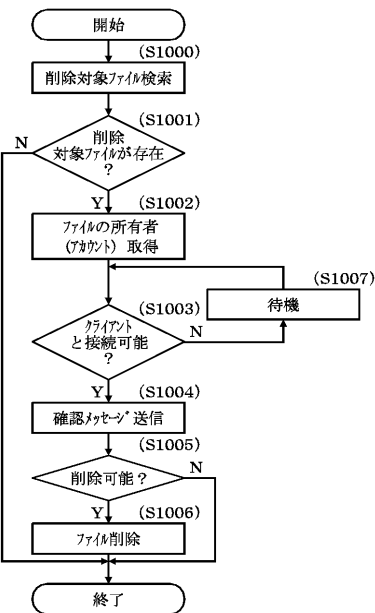 開始
(S1000)
削除対象ファイル検索
(S1001)
削除
対象ファイルが存在
?
N
Y
(S1002)
ファイルの所有者
(アカウント) 取得
(S1007)
待機
(S1003)
クライアント
と接続可能
?
N
Y
(S1004)
確認メッセージ送信
(S1005)
削除可能?
N
Y
(S1006)
ファイル削除
終了